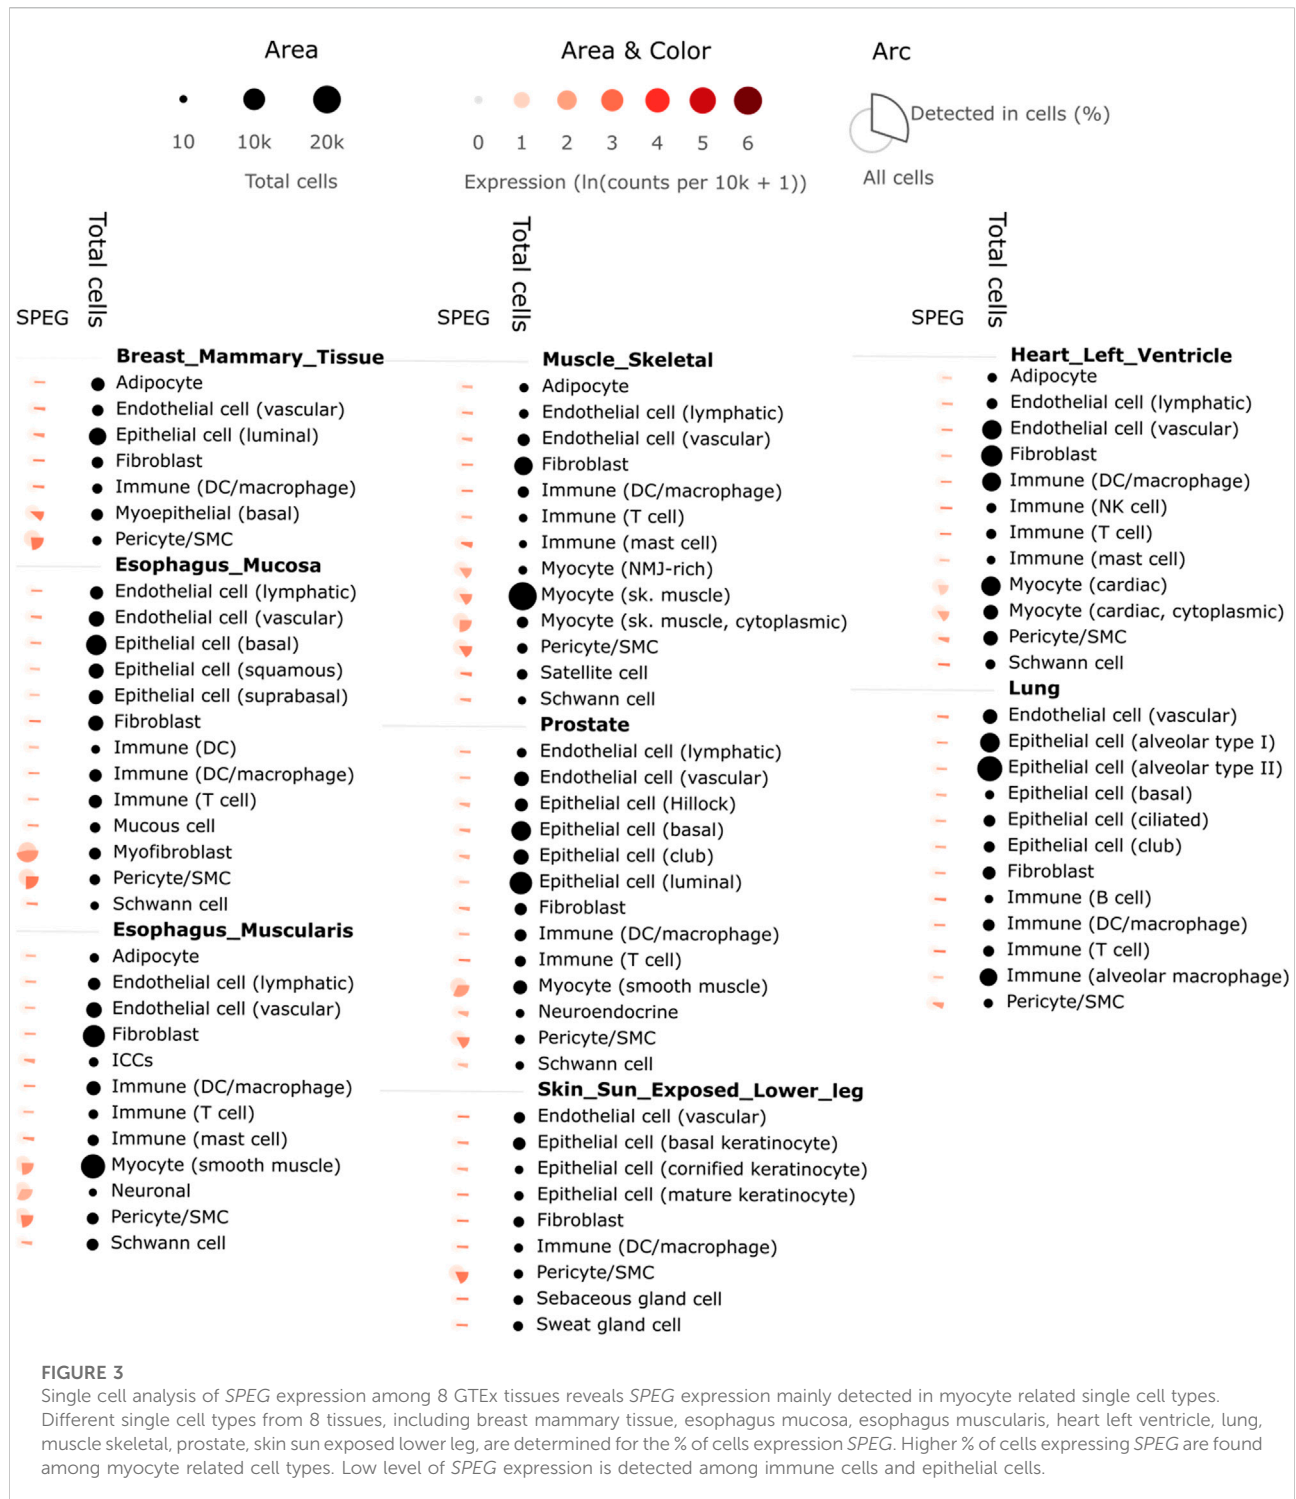 Area
Area & Color
Arc
10
10k
20k
Total cells
0
1
2
3
4
5
6
Expression (ln(counts per 10k + 1))
Detected in cells (%)
All cells
SPEG
Total cells
Breast_Mammary_Tissue
Adipocyte
Endothelial cell (vascular)
Epithelial cell (luminal)
Fibroblast
Immune (DC/macrophage)
Myoepithelial (basal)
Pericyte/SMC
Esophagus_Mucosa
Endothelial cell (lymphatic)
Endothelial cell (vascular)
Epithelial cell (basal)
Epithelial cell (squamous)
Epithelial cell (suprabasal)
Fibroblast
Immune (DC)
Immune (DC/macrophage)
Immune (T cell)
Mucous cell
Myofibroblast
Pericyte/SMC
Schwann cell
Esophagus_Muscularis
Adipocyte
Endothelial cell (lymphatic)
Endothelial cell (vascular)
Fibroblast
ICCs
Immune (DC/macrophage)
Immune (T cell)
Immune (mast cell)
Myocyte (smooth muscle)
Neuronal
Pericyte/SMC
Schwann cell
SPEG
Total cells
Muscle_Skeletal
Adipocyte
Endothelial cell (lymphatic)
Endothelial cell (vascular)
Fibroblast
Immune (DC/macrophage)
Immune (T cell)
Immune (mast cell)
Myocyte (NMJ-rich)
Myocyte (sk. muscle)
Myocyte (sk. muscle, cytoplasmic)
Pericyte/SMC
Satellite cell
Schwann cell
Prostate
Endothelial cell (lymphatic)
Endothelial cell (vascular)
Epithelial cell (Hillock)
Epithelial cell (basal)
Epithelial cell (club)
Epithelial cell (luminal)
Fibroblast
Immune (DC/macrophage)
Immune (T cell)
Myocyte (smooth muscle)
Neuroendocrine
Pericyte/SMC
Schwann cell
Skin_Sun_Exposed_Lower_leg
Endothelial cell (vascular)
Epithelial cell (basal keratinocyte)
Epithelial cell (cornified keratinocyte)
Epithelial cell (mature keratinocyte)
Fibroblast
Immune (DC/macrophage)
Pericyte/SMC
Sebaceous gland cell
Sweat gland cell
SPEG
Total cells
Heart_Left_Ventricle
Adipocyte
Endothelial cell (lymphatic)
Endothelial cell (vascular)
Fibroblast
Immune (DC/macrophage)
Immune (NK cell)
Immune (T cell)
Immune (mast cell)
Myocyte (cardiac)
Myocyte (cardiac, cytoplasmic)
Pericyte/SMC
Schwann cell
Lung
Endothelial cell (vascular)
Epithelial cell (alveolar type I)
Epithelial cell (alveolar type II)
Epithelial cell (basal)
Epithelial cell (ciliated)
Epithelial cell (club)
Fibroblast
Immune (B cell)
Immune (DC/macrophage)
Immune (T cell)
Immune (alveolar macrophage)
Pericyte/SMC
FIGURE 3
Single cell analysis of SPEG expression among 8 GTEx tissues reveals SPEG expression mainly detected in myocyte related single cell types.
Different single cell types from 8 tissues, including breast mammary tissue, esophagus mucosa, esophagus muscularis, heart left ventricle, lung,
muscle skeletal, prostate, skin sun exposed lower leg, are determined for the % of cells expression SPEG. Higher % of cells expressing SPEG are found
among myocyte related cell types. Low level of SPEG expression is detected among immune cells and epithelial cells.